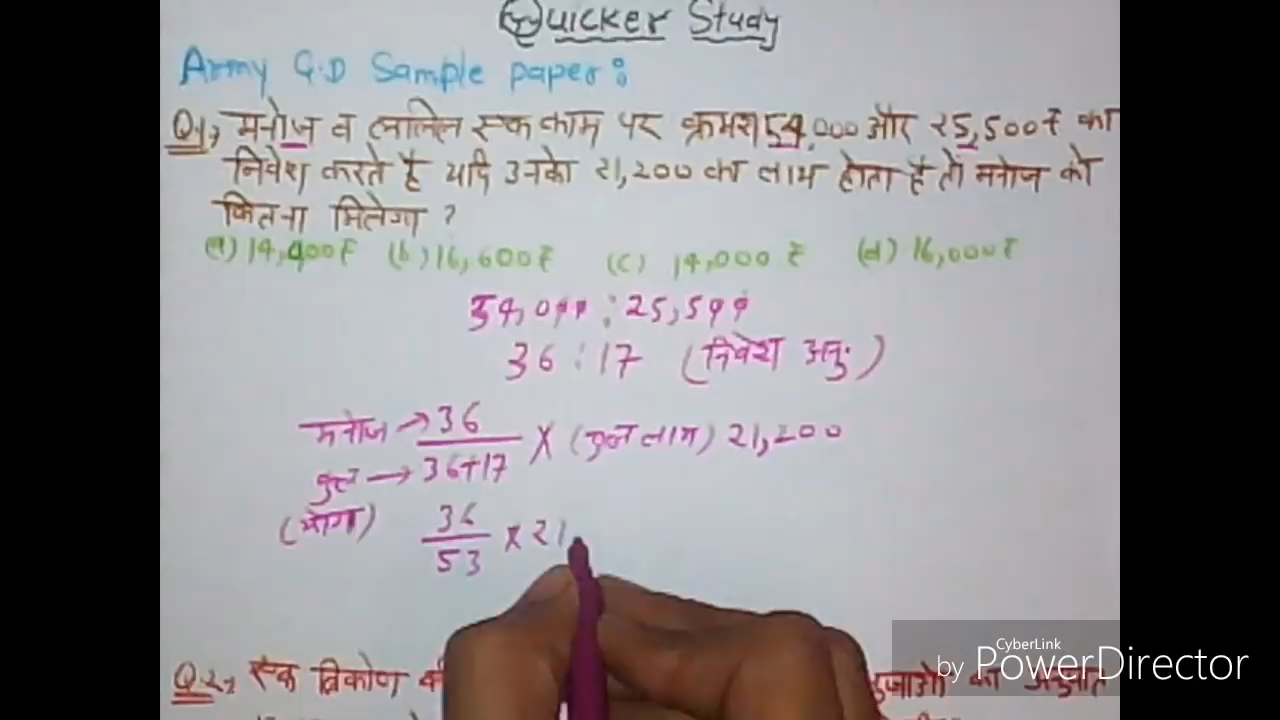 Quicker Study
Army G.D Sample paper:
Q1, मनोज व ललित एक काम पर क्रमश 54,000 और 25,500₹ का
निवेश करते है यदि उनको 21,200 का लाभ होता है तो मनोज को
कितना मिलेगा ?
(a) 14,400₹ (b) 16,600₹ (c) 14,000 ₹ (d) 16,000₹
54,000 : 25,500
36 : 17 (निवेश अनु.)
मनोज → 36
कुल → 36+17 × (कुल लाभ) 21,200
(योग)
36
53 × 21
Q2, एक त्रिकोण की भुजाओ का अनुपात
CyberLink
by PowerDirector